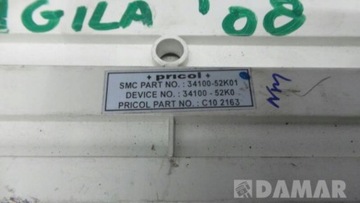 GILA '08
pricol
SMC PART NO. : 34100-52K01
DEVICE NO. : 34100 - 52K0
PRICOL PART NO. : C10 2163
DAMAR